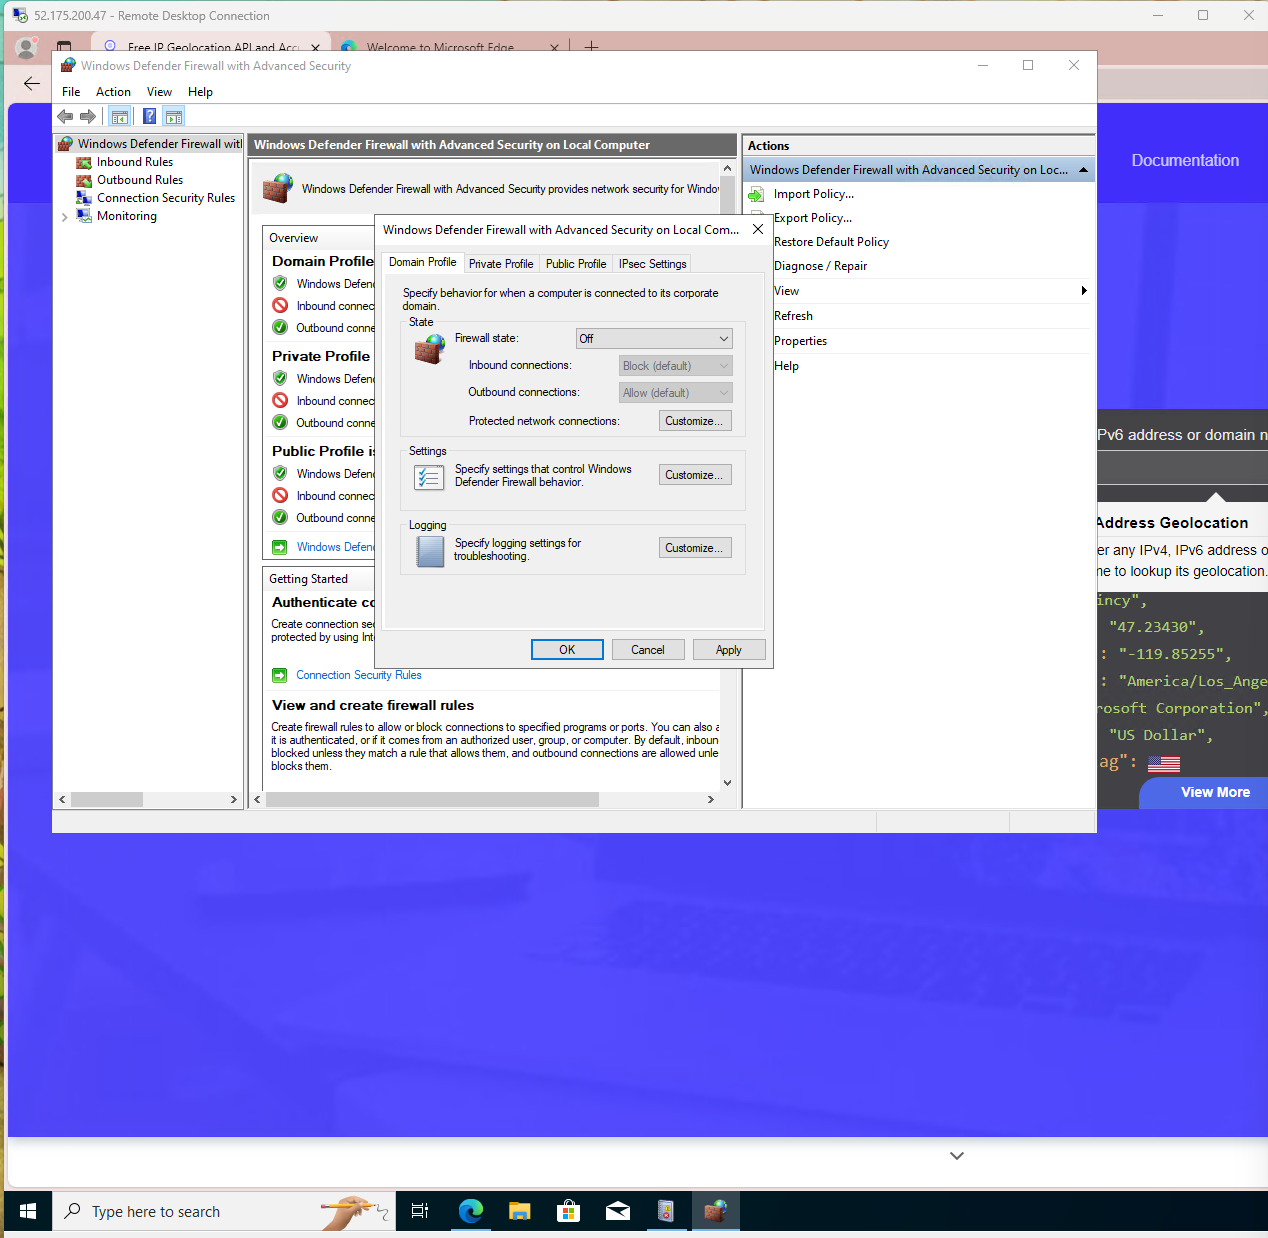 52.175.200.47 - Remote Desktop Connection
Free IP Geolocation API and Acc
Welcome to Microsoft Edge
Windows Defender Firewall with Advanced Security
File Action View Help
Windows Defender Firewall wit
Inbound Rules
Outbound Rules
Connection Security Rules
Monitoring
Windows Defender Firewall with Advanced Security on Local Computer
Windows Defender Firewall with Advanced Security provides network security for Windo
Overview
Domain Profile
Windows Defen
Inbound connec
Outbound conne
Private Profile
Windows Defen
Inbound connec
Outbound conne
Public Profile is
Windows Defen
Inbound connec
Outbound conne
Windows Defen
Getting Started
Authenticate co
Create connection sec
protected by using Inte
Connection Security Rules
View and create firewall rules
Create firewall rules to allow or block connections to specified programs or ports. You can also a
it is authenticated, or if it comes from an authorized user, group, or computer. By default, inboun
blocked unless they match a rule that allows them, and outbound connections are allowed unle
blocks them.
Windows Defender Firewall with Advanced Security on Local Com...
Domain Profile Private Profile Public Profile IPsec Settings
Specify behavior for when a computer is connected to its corporate
domain.
State
Firewall state: Off
Inbound connections: Block (default)
Outbound connections: Allow (default)
Protected network connections: Customize...
Settings
Specify settings that control Windows
Defender Firewall behavior.
Customize...
Logging
Specify logging settings for
troubleshooting.
Customize...
OK Cancel Apply
Actions
Windows Defender Firewall with Advanced Security on Loc...
Import Policy...
Export Policy...
Restore Default Policy
Diagnose / Repair
View
Refresh
Properties
Help
Documentation
Pv6 address or domain n
Address Geolocation
er any IPv4, IPv6 address o
me to lookup its geolocation.
incy",
"47.23430",
: "-119.85255",
: "America/Los_Ange
rosoft Corporation",
"US Dollar",
ag":
View More
Type here to search